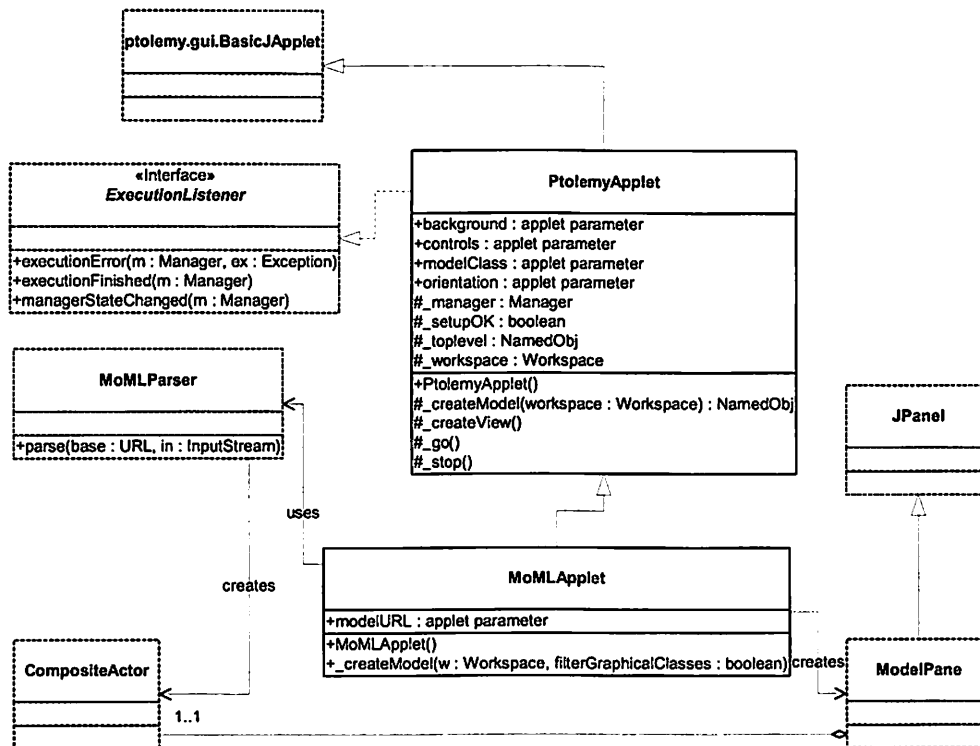 ptolemy.gui.BasicJApplet
«Interface»
ExecutionListener
+executionError(m : Manager, ex : Exception)
+executionFinished(m : Manager)
+managerStateChanged(m : Manager)
PtolemyApplet
+background : applet parameter
+controls : applet parameter
+modelClass : applet parameter
+orientation : applet parameter
#_manager : Manager
#_setupOK : boolean
#_toplevel : NamedObj
#_workspace : Workspace
+PtolemyApplet()
#_createModel(workspace : Workspace) : NamedObj
#_createView()
#_go()
#_stop()
MoMLParser
+parse(base : URL, in : InputStream)
JPanel
uses
creates
MoMLApplet
+modelURL : applet parameter
+MoMLApplet()
+_createModel(w : Workspace, filterGraphicalClasses : boolean)
creates
CompositeActor
1..1
ModelPane